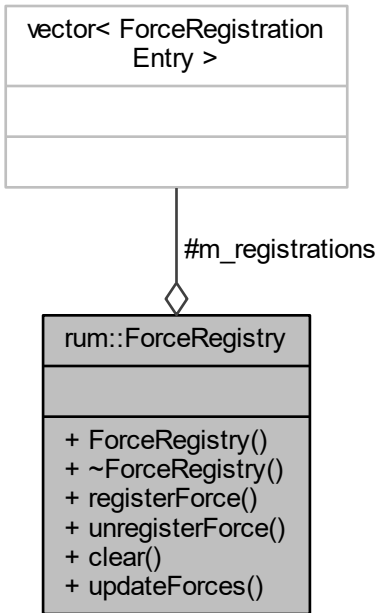 vector< ForceRegistration
Entry >
#m_registrations
rum::ForceRegistry
+ ForceRegistry()
+ ~ForceRegistry()
+ registerForce()
+ unregisterForce()
+ clear()
+ updateForces()